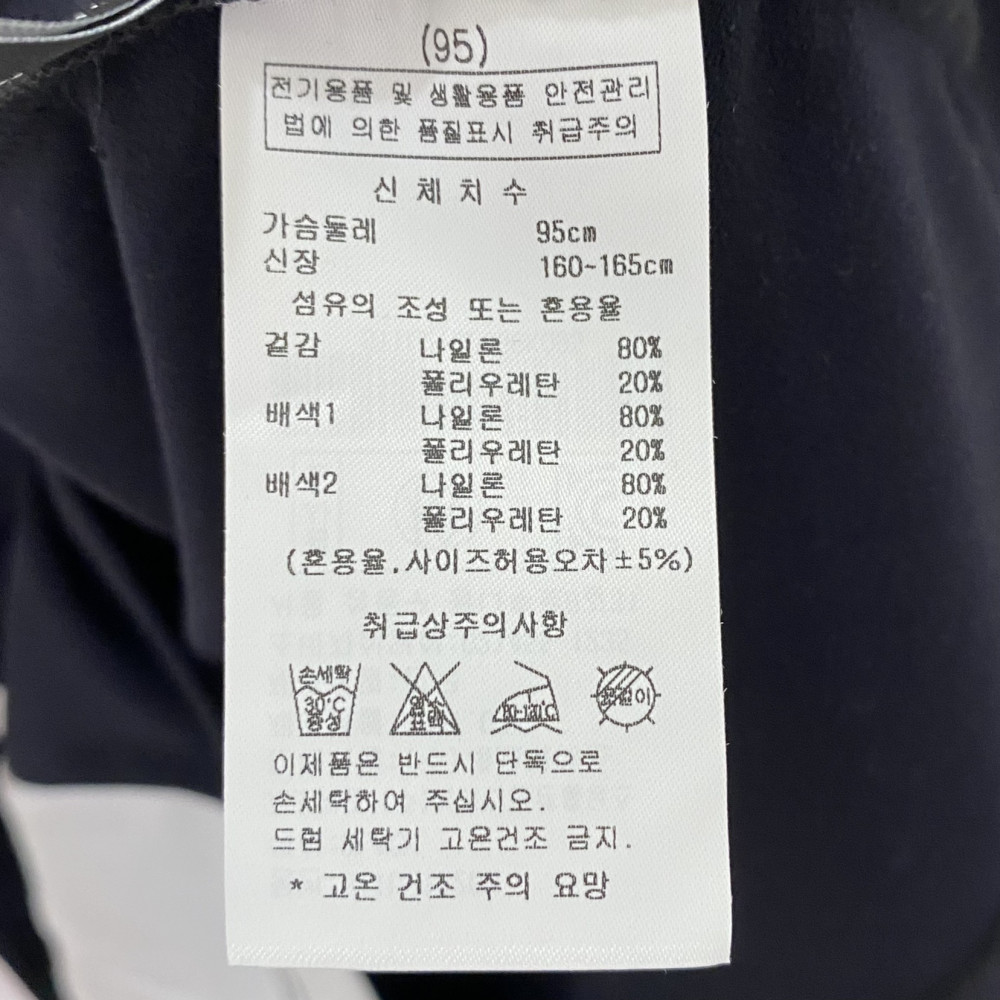 (95)
전기용품 및 생활용품 안전관리
법에 의한 품질표시 취급주의
신체치수
가슴둘레 95cm
신장 160~165cm
섬유의 조성 또는 혼용율
겉감 나일론 80%
폴리우레탄 20%
배색1 나일론 80%
폴리우레탄 20%
배색2 나일론 80%
폴리우레탄 20%
(혼용율.사이즈허용오차±5%)
취급상주의사항
손세탁
30°C
중성
염소
표백
옷걸이
이제품은 반드시 단독으로
손세탁하여 주십시오.
드럼 세탁기 고온건조 금지.
* 고온 건조 주의 요망